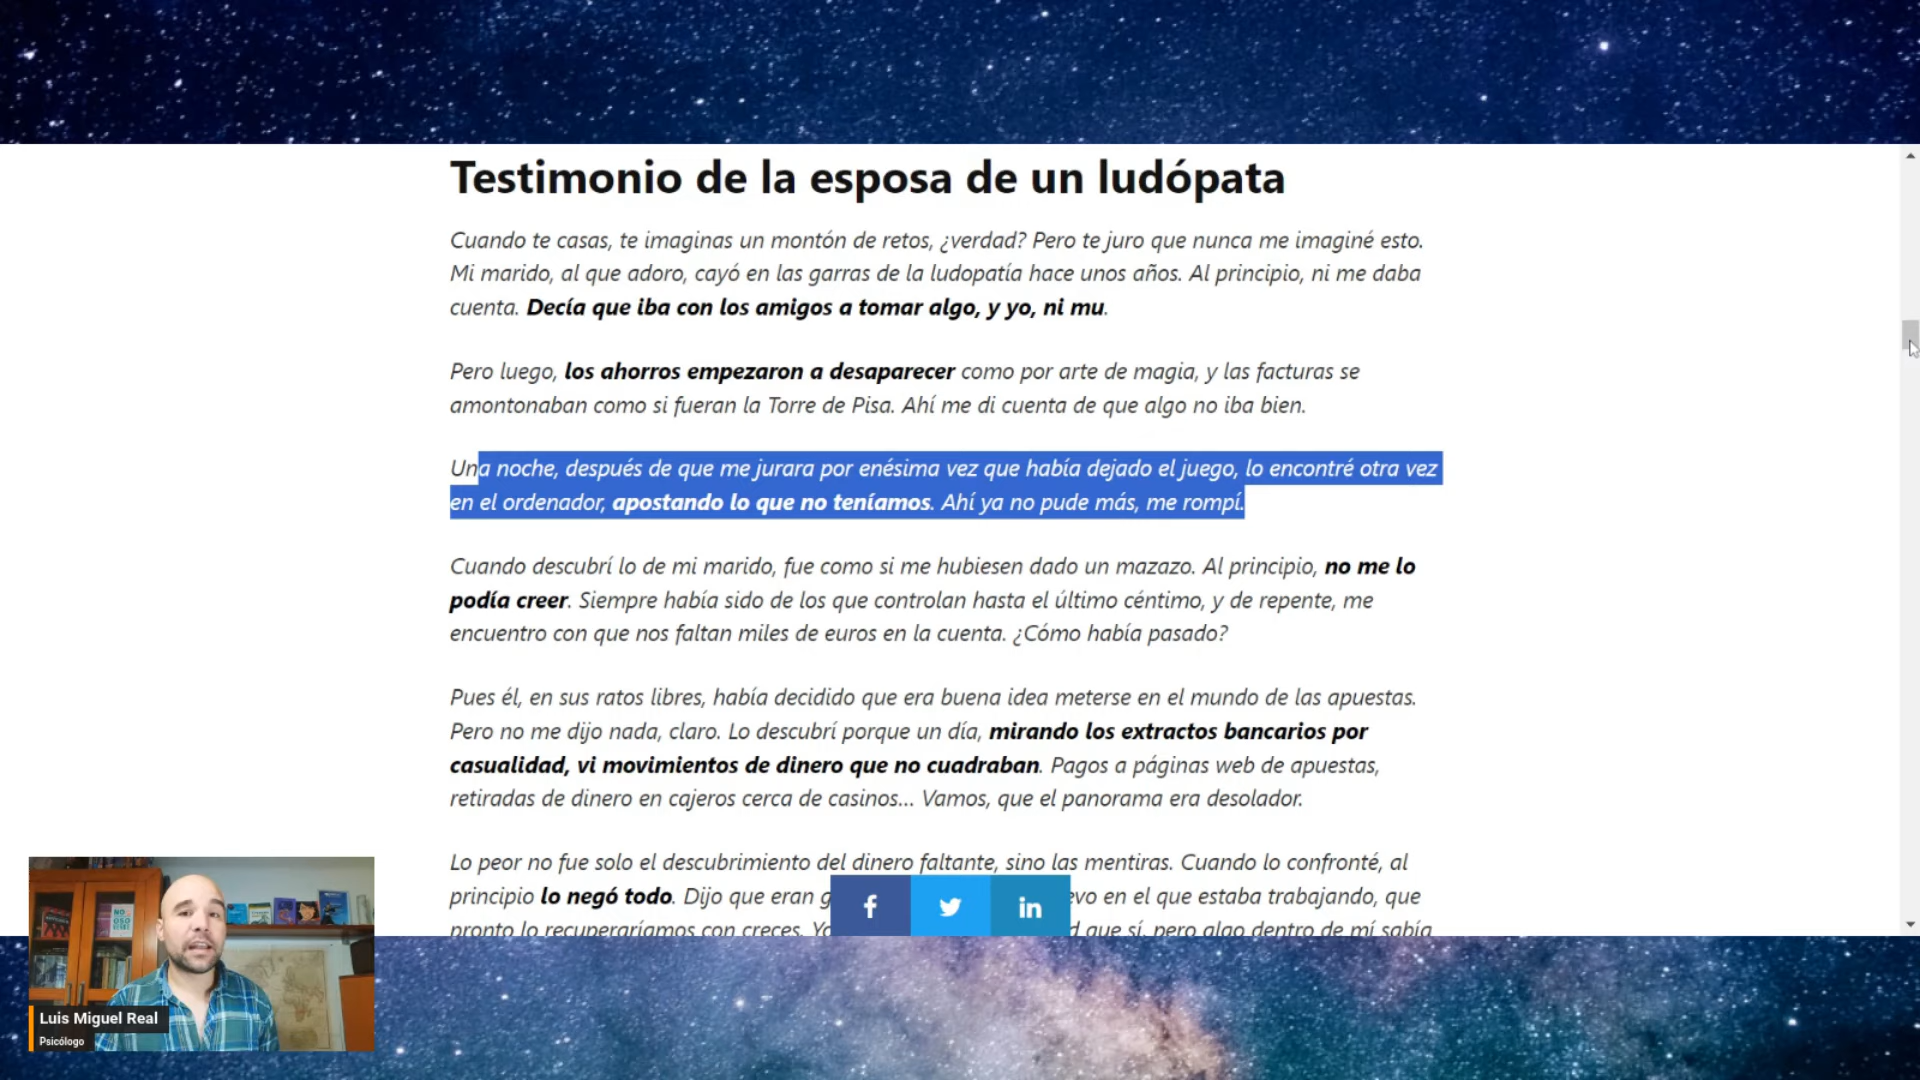 Testimonio de la esposa de un ludópata
Cuando te casas, te imaginas un montón de retos, ¿verdad? Pero te juro que nunca me imaginé esto.
Mi marido, al que adoro, cayó en las garras de la ludopatía hace unos años. Al principio, ni me daba
cuenta. Decía que iba con los amigos a tomar algo, y yo, ni mu.
Pero luego, los ahorros empezaron a desaparecer como por arte de magia, y las facturas se
amontonaban como si fueran la Torre de Pisa. Ahí me di cuenta de que algo no iba bien.
Una noche, después de que me jurara por enésima vez que había dejado el juego, lo encontré otra vez
en el ordenador, apostando lo que no teníamos. Ahí ya no pude más, me rompí.
Cuando descubrí lo de mi marido, fue como si me hubiesen dado un mazazo. Al principio, no me lo
podía creer. Siempre había sido de los que controlan hasta el último céntimo, y de repente, me
encuentro con que nos faltan miles de euros en la cuenta. ¿Cómo había pasado?
Pues él, en sus ratos libres, había decidido que era buena idea meterse en el mundo de las apuestas.
Pero no me dijo nada, claro. Lo descubrí porque un día, mirando los extractos bancarios por
casualidad, vi movimientos de dinero que no cuadraban. Pagos a páginas web de apuestas,
retiradas de dinero en cajeros cerca de casinos... Vamos, que el panorama era desolador.
Lo peor no fue solo el descubrimiento del dinero faltante, sino las mentiras. Cuando lo confronté, al
principio lo negó todo. Dijo que eran en el que estaba trabajando, que
pronto lo recuperaríamos con creces. que sí, pero algo dentro de mí sabía
Luis Miguel Real
Psicólogo